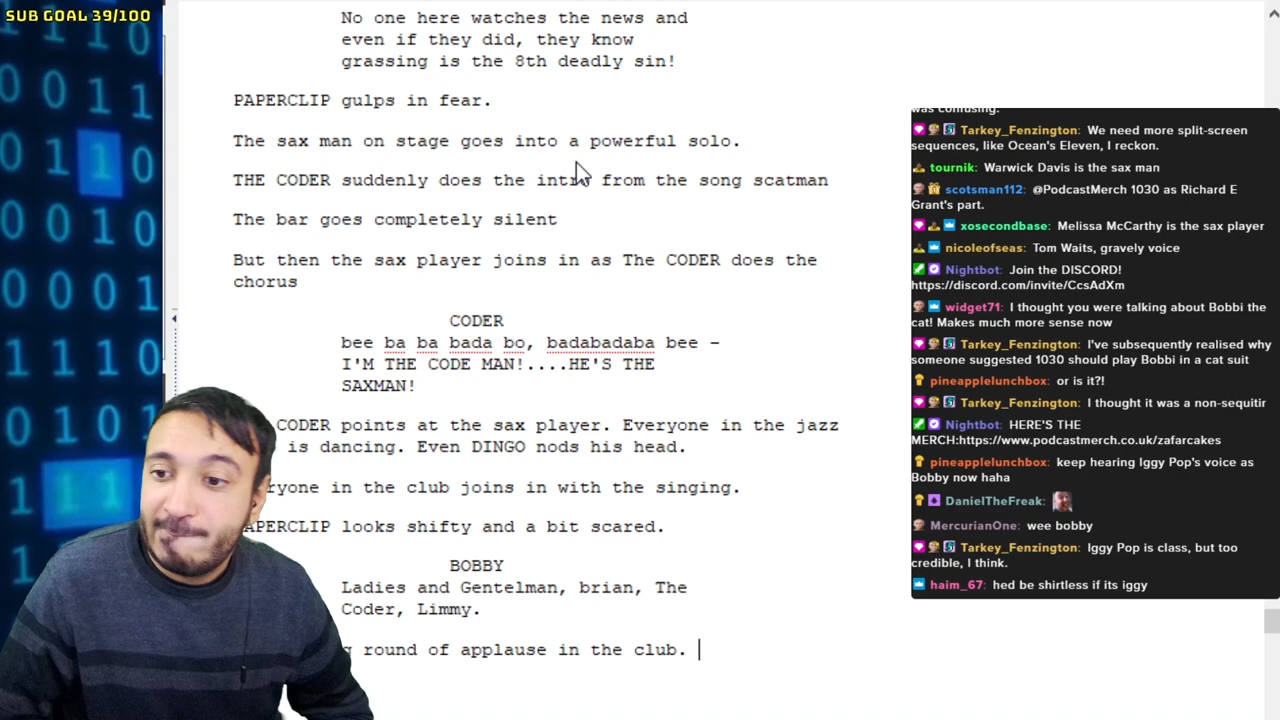 SUB GOAL 39/100
No one here watches the news and
even if they did, they know
grassing is the 8th deadly sin!
PAPERCLIP gulps in fear.
The sax man on stage goes into a powerful solo.
THE CODER suddenly does the intro from the song scatman
The bar goes completely silent
But then the sax player joins in as The CODER does the
chorus
CODER
bee ba ba bada bo, badabadaba bee –
I'M THE CODE MAN!....HE'S THE
SAXMAN!
CODER points at the sax player. Everyone in the jazz
is dancing. Even DINGO nods his head.
ryone in the club joins in with the singing.
APERCLIP looks shifty and a bit scared.
BOBBY
Ladies and Gentelman, brian, The
Coder, Limmy.
round of applause in the club.
was confusing.
Tarkey_Fenzington: We need more split-screen
sequences, like Ocean's Eleven, I reckon.
tournik: Warwick Davis is the sax man
scotsman112: @PodcastMerch 1030 as Richard E
Grant's part.
xosecondbase: Melissa McCarthy is the sax player
nicoleofseas: Tom Waits, gravely voice
Nightbot: Join the DISCORD!
https://discord.com/invite/CcsAdXm
widget71: I thought you were talking about Bobbi the
cat! Makes much more sense now
Tarkey_Fenzington: I've subsequently realised why
someone suggested 1030 should play Bobbi in a cat suit
pineapplelunchbox: or is it?!
Tarkey_Fenzington: I thought it was a non-sequitir
Nightbot: HERE'S THE
MERCH:https://www.podcastmerch.co.uk/zafarcakes
pineapplelunchbox: keep hearing Iggy Pop's voice as
Bobby now haha
DanielTheFreak:
MercurianOne: wee bobby
Tarkey_Fenzington: Iggy Pop is class, but too
credible, I think.
haim_67: hed be shirtless if its iggy